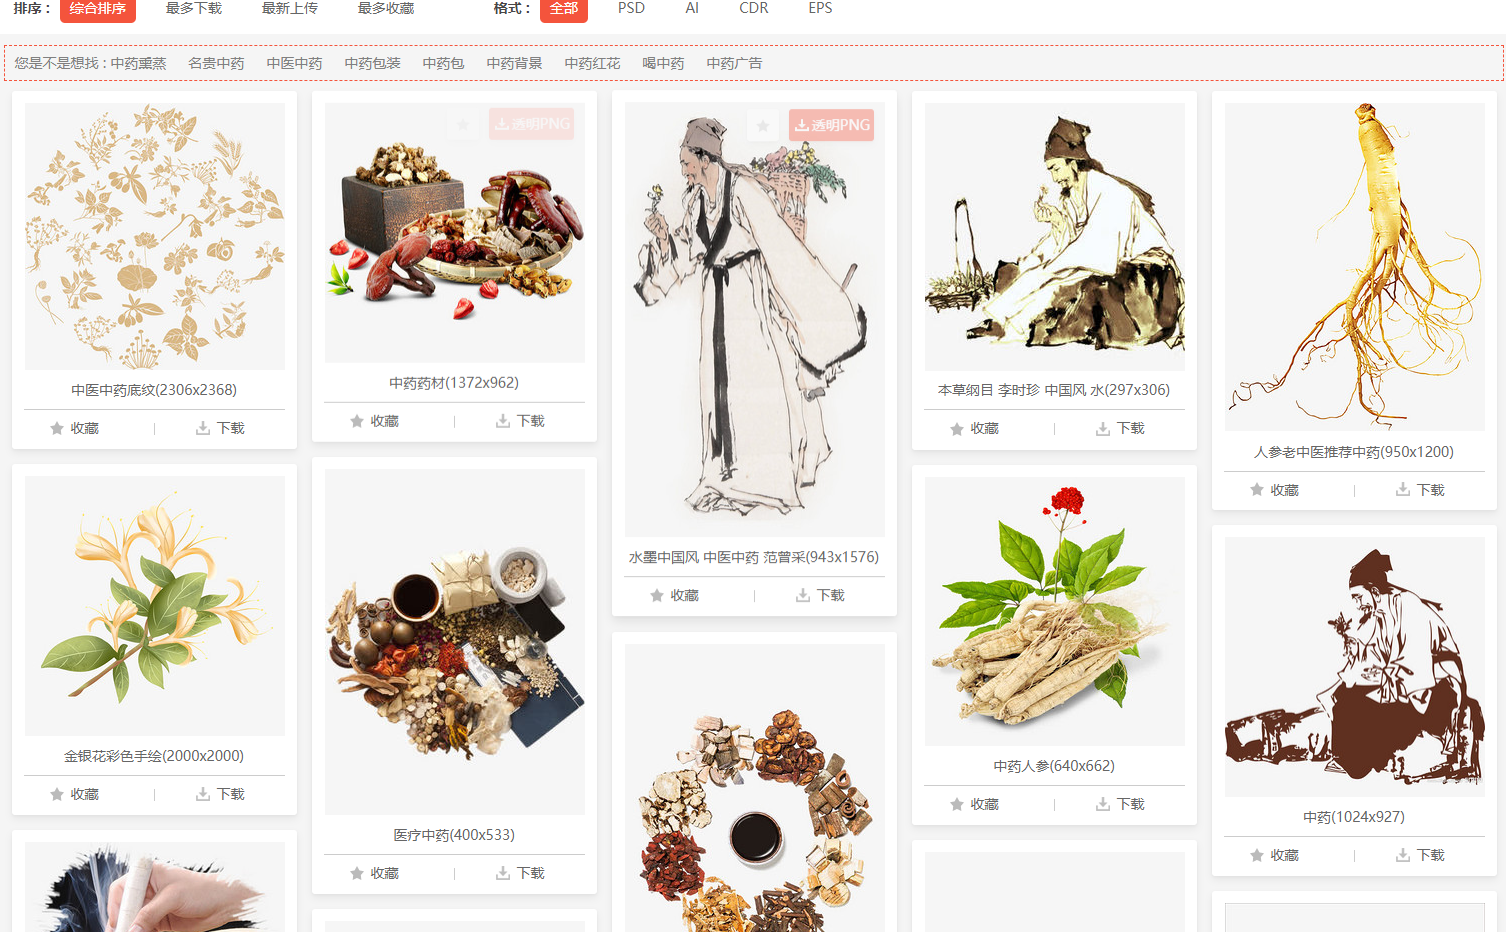 排序： 综合排序 最多下载 最新上传 最多收藏 格式： 全部 PSD AI CDR EPS
您是不是想找 : 中药熏蒸 名贵中药 中医中药 中药包装 中药包 中药背景 中药红花 喝中药 中药广告
中医中药底纹(2306x2368)
收藏 | 下载
金银花彩色手绘(2000x2000)
收藏 | 下载
透明PNG
中药药材(1372x962)
收藏 | 下载
医疗中药(400x533)
收藏 | 下载
透明PNG
水墨中国风 中医中药 范曾采(943x1576)
收藏 | 下载
本草纲目 李时珍 中国风 水(297x306)
收藏 | 下载
中药人参(640x662)
收藏 | 下载
人参老中医推荐中药(950x1200)
收藏 | 下载
中药(1024x927)
收藏 | 下载